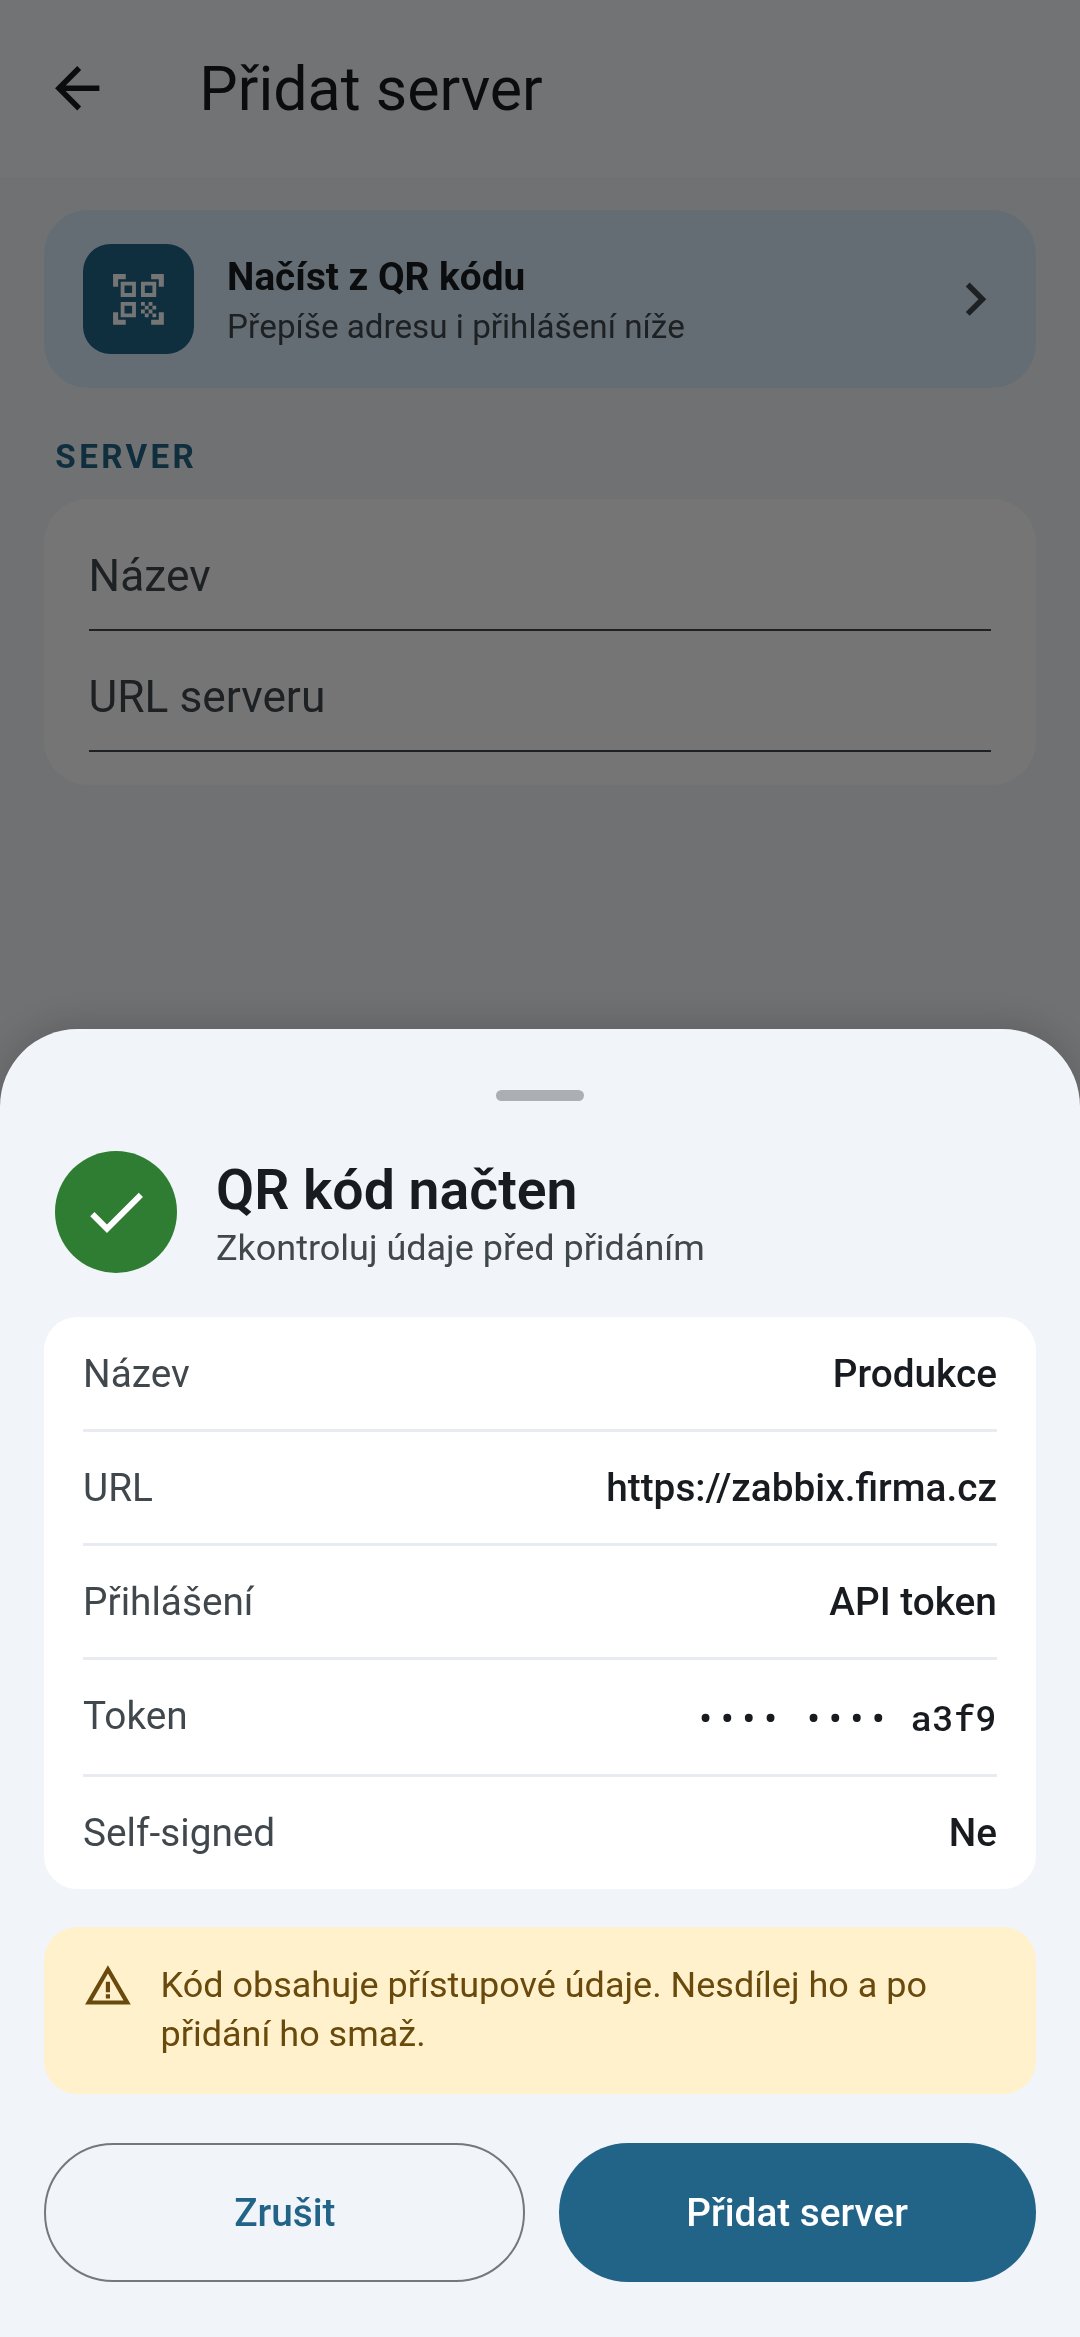 Přidat server
Načíst z QR kódu
Přepíše adresu i přihlášení níže
SERVER
Název
URL serveru
QR kód načten
Zkontroluj údaje před přidáním
Název Produkce
URL https://zabbix.firma.cz
Přihlášení API token
Token •••• •••• a3f9
Self-signed Ne
Kód obsahuje přístupové údaje. Nesdílej ho a po
přidání ho smaž.
Zrušit Přidat server